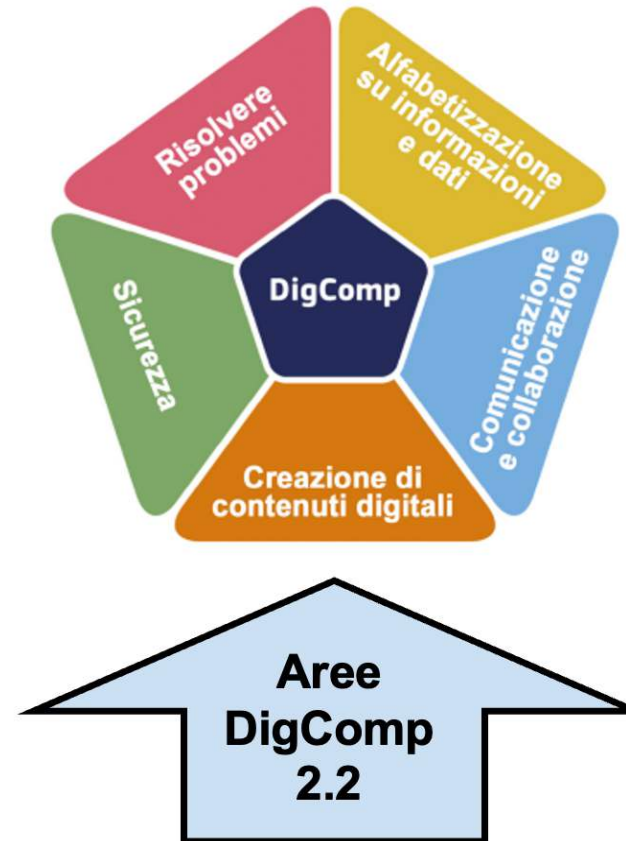 Risolvere
problemi
Alfabetizzazione
su informazioni
e dati
Sicurezza
DigComp
Comunicazione
e collaborazione
Creazione di
contenuti digitali
Aree
DigComp
2.2